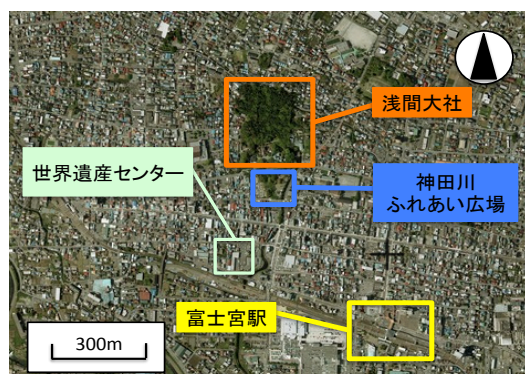 浅間大社
世界遺産センター
神田川
ふれあい広場
富士宮駅
300m